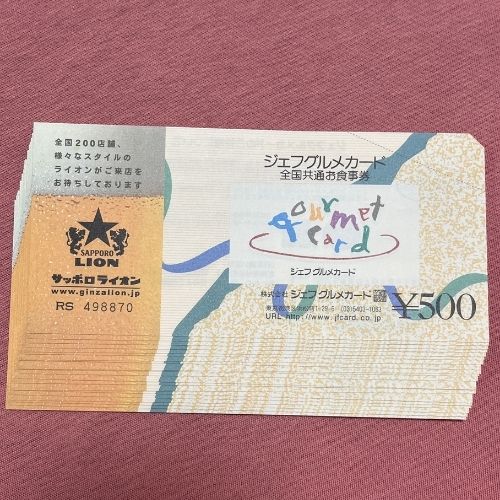 全国200店舗、
様々なスタイルの
ライオンがご来店を
お待ちしております
SAPPORO
LION
サッポロライオン
www.ginzalion.jp
RS 498870
ジェフグルメカード
全国共通お食事券
gourmet
card
ジェフグルメカード
株式会社 ジェフグルメカード
URL http://www.jfcard.co.jp
¥500